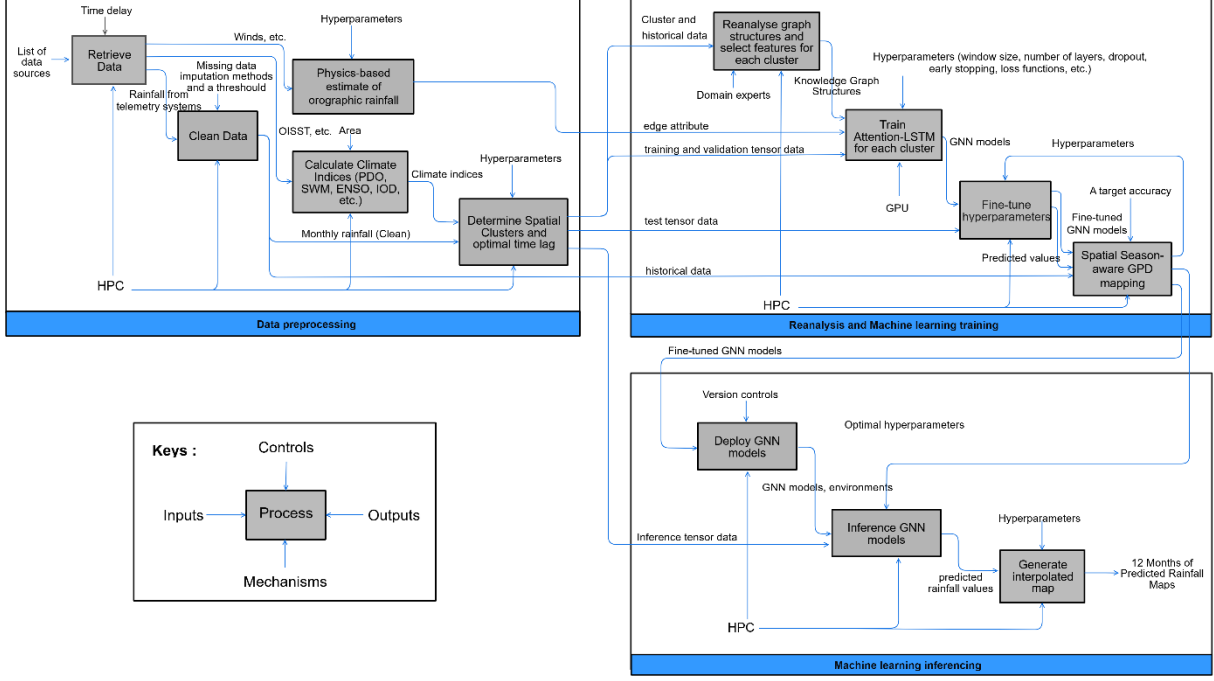 Time delay
List of
data
sources
Retrieve
Data
Winds, etc.
Hyperparameters
Missing data
imputation methods
and a threshould
Rainfall from
telemetry systems
Physics-based
estimate of
orographic rainfall
Clean Data
OISST, etc.
Area
Calculate Climate
Indices (PDO,
SWM, ENSO, IOD,
etc.)
Climate indices
Hyperparameters
Determine Spatial
Clusters and
optimal time lag
Monthly rainfall (Clean)
HPC
Data preprocessing
Cluster and
historical data
Reanalyse graph
structures and
select features for
each cluster
Domain experts
Knowledge Graph
Structures
Hyperparameters (window size, number of layers, dropout,
early stopping, loss functions, etc.)
edge attribute
training and validation tensor data
Train
Attention-LSTM
for each cluster
GNN models
GPU
Hyperparameters
A target accuracy
Fine-tune
hyperparameters
Fine-tuned
GNN models
test tensor data
Predicted values
historical data
Spatial Season-
aware GPD
mapping
HPC
Reanalysis and Machine learning training
Fine-tuned GNN models
Version controls
Deploy GNN
models
Optimal hyperparameters
GNN models, environments
Inference tensor data
Inference GNN
models
Hyperparameters
predicted
rainfall values
Generate
interpolated
map
12 Months of
Predicted Rainfall
Maps
HPC
Machine learning inferencing
Keys :
Controls
Inputs
Process
Outputs
Mechanisms